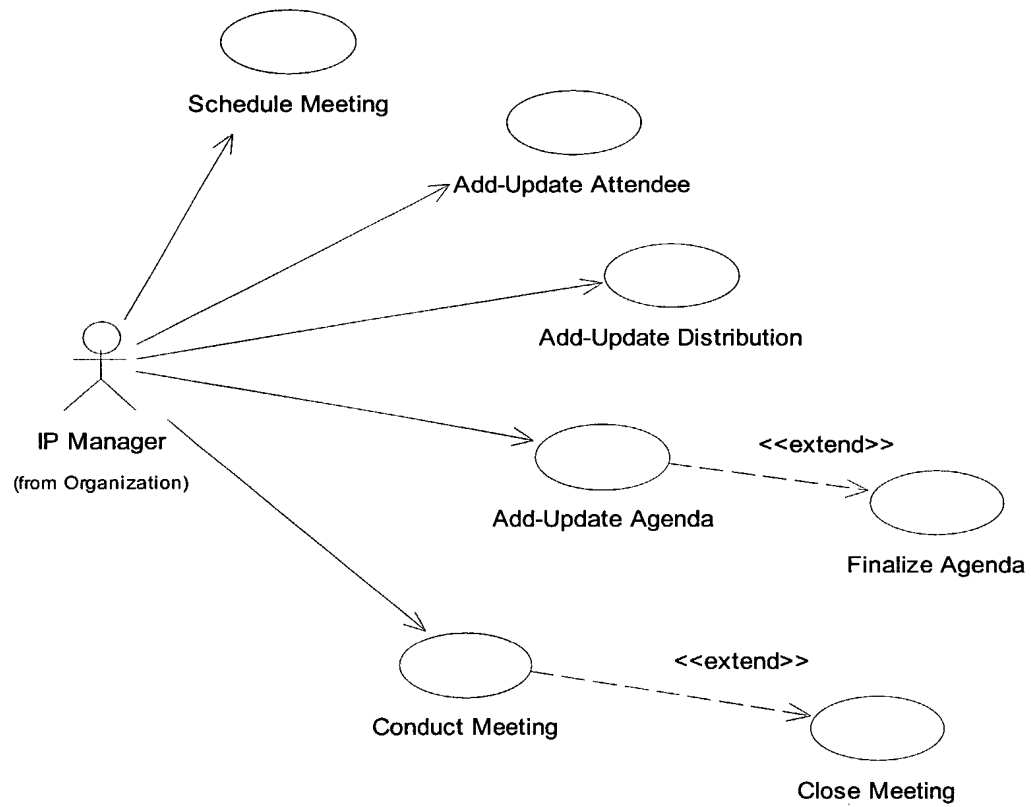 Schedule Meeting
Add-Update Attendee
Add-Update Distribution
IP Manager
(from Organization)
<<extend>>
Add-Update Agenda
Finalize Agenda
<<extend>>
Conduct Meeting
Close Meeting